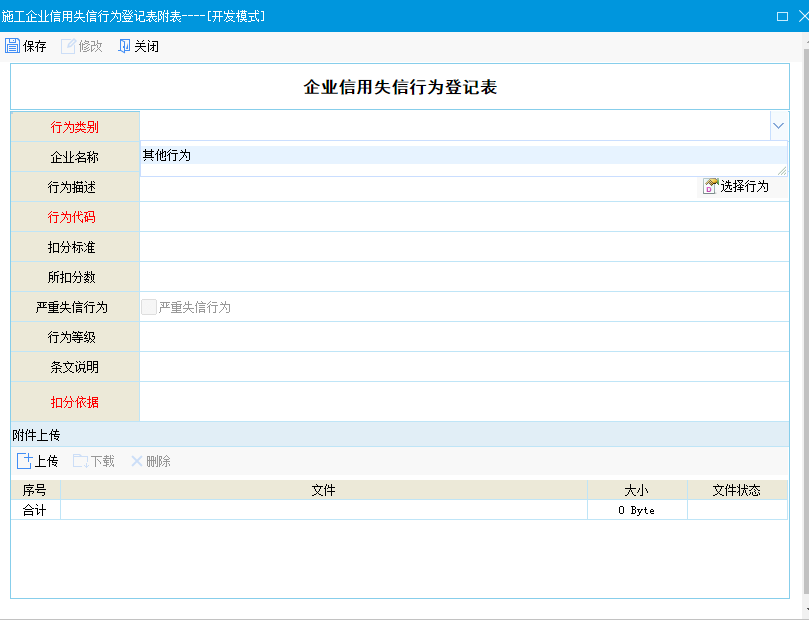 施工企业信用失信行为登记表附表----[开发模式]
保存 修改 关闭
企业信用失信行为登记表
行为类别
企业名称 其他行为
行为描述 选择行为
行为代码
扣分标准
所扣分数
严重失信行为 严重失信行为
行为等级
条文说明
扣分依据
附件上传
上传 下载 删除
序号 文件 大小 文件状态
合计 0 Byte